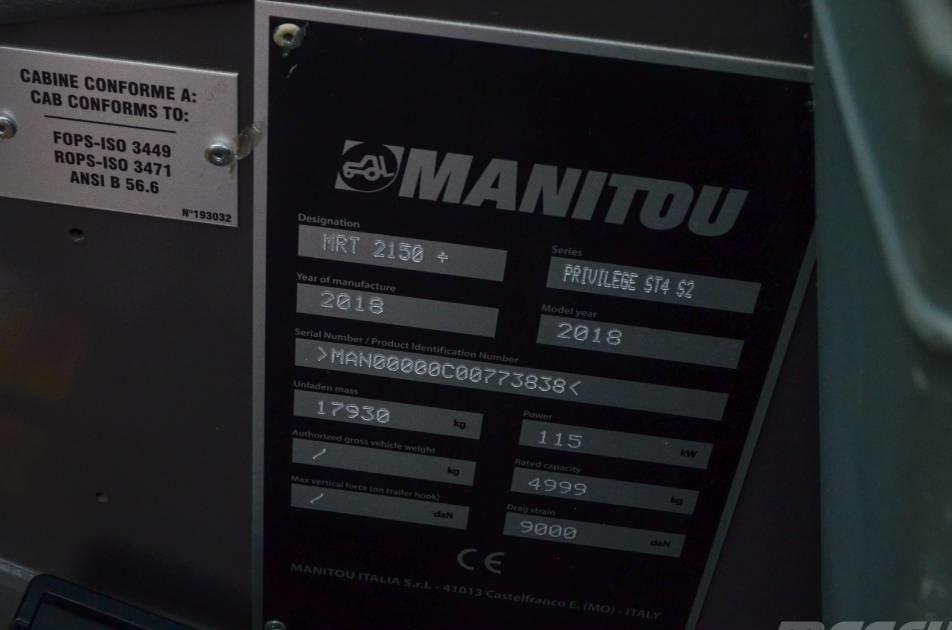 CABINE CONFORME A:
CAB CONFORMS TO:
FOPS-ISO 3449
ROPS-ISO 3471
ANSI B 56.6
N°193032
MANITOU
Designation
MRT 2150 +
Series
PRIVILEGE ST4 S2
Year of manufacture
2018
Model year
2018
Serial Number / Product Identification Number
>MAN00000C00773838<
Unladen mass
17930 kg
Power
115 kW
Authorized gross vehicle weight
/ kg
Rated capacity
4999 kg
Max vertical force (on trailer hook)
/ daN
Drag strain
9000 daN
CE
MANITOU ITALIA S.r.l. - 41013 Castelfranco E. (MO) - ITALY